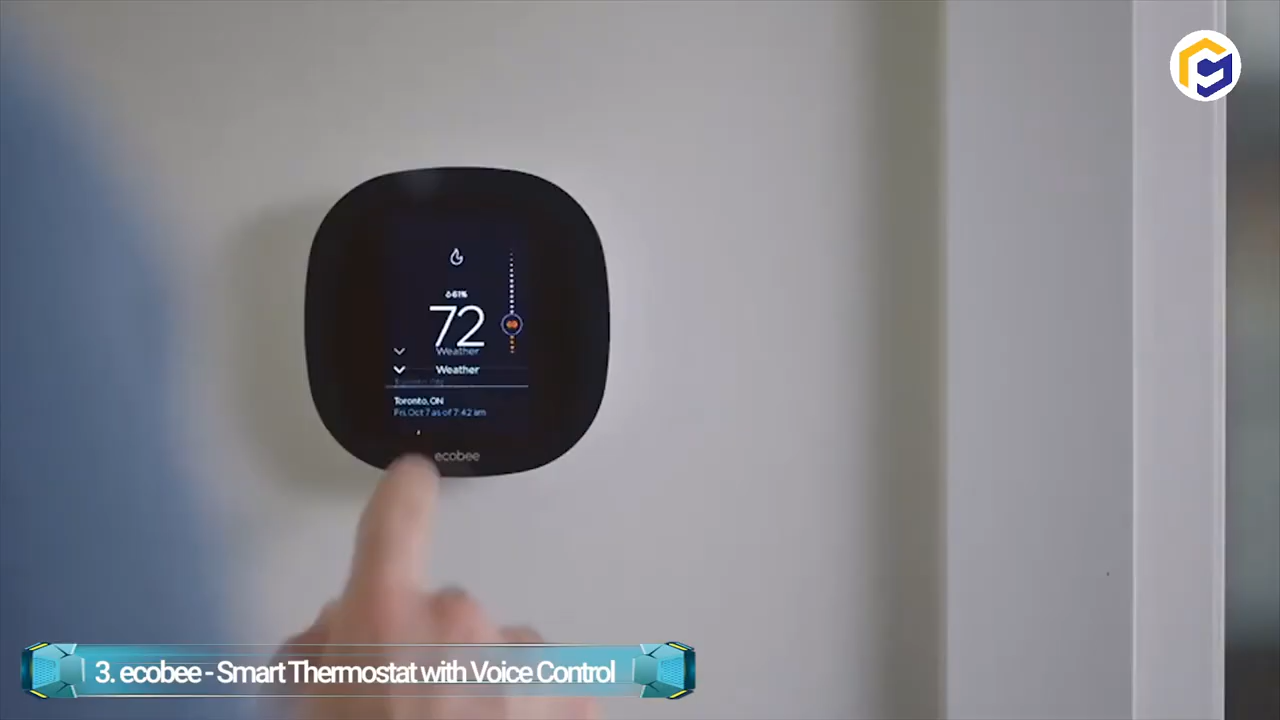 61%
72
Weather
Weather
Toronto, ON
Fri, Oct 7 as of 7:42 am
ecobee
3. ecobee - Smart Thermostat with Voice Control